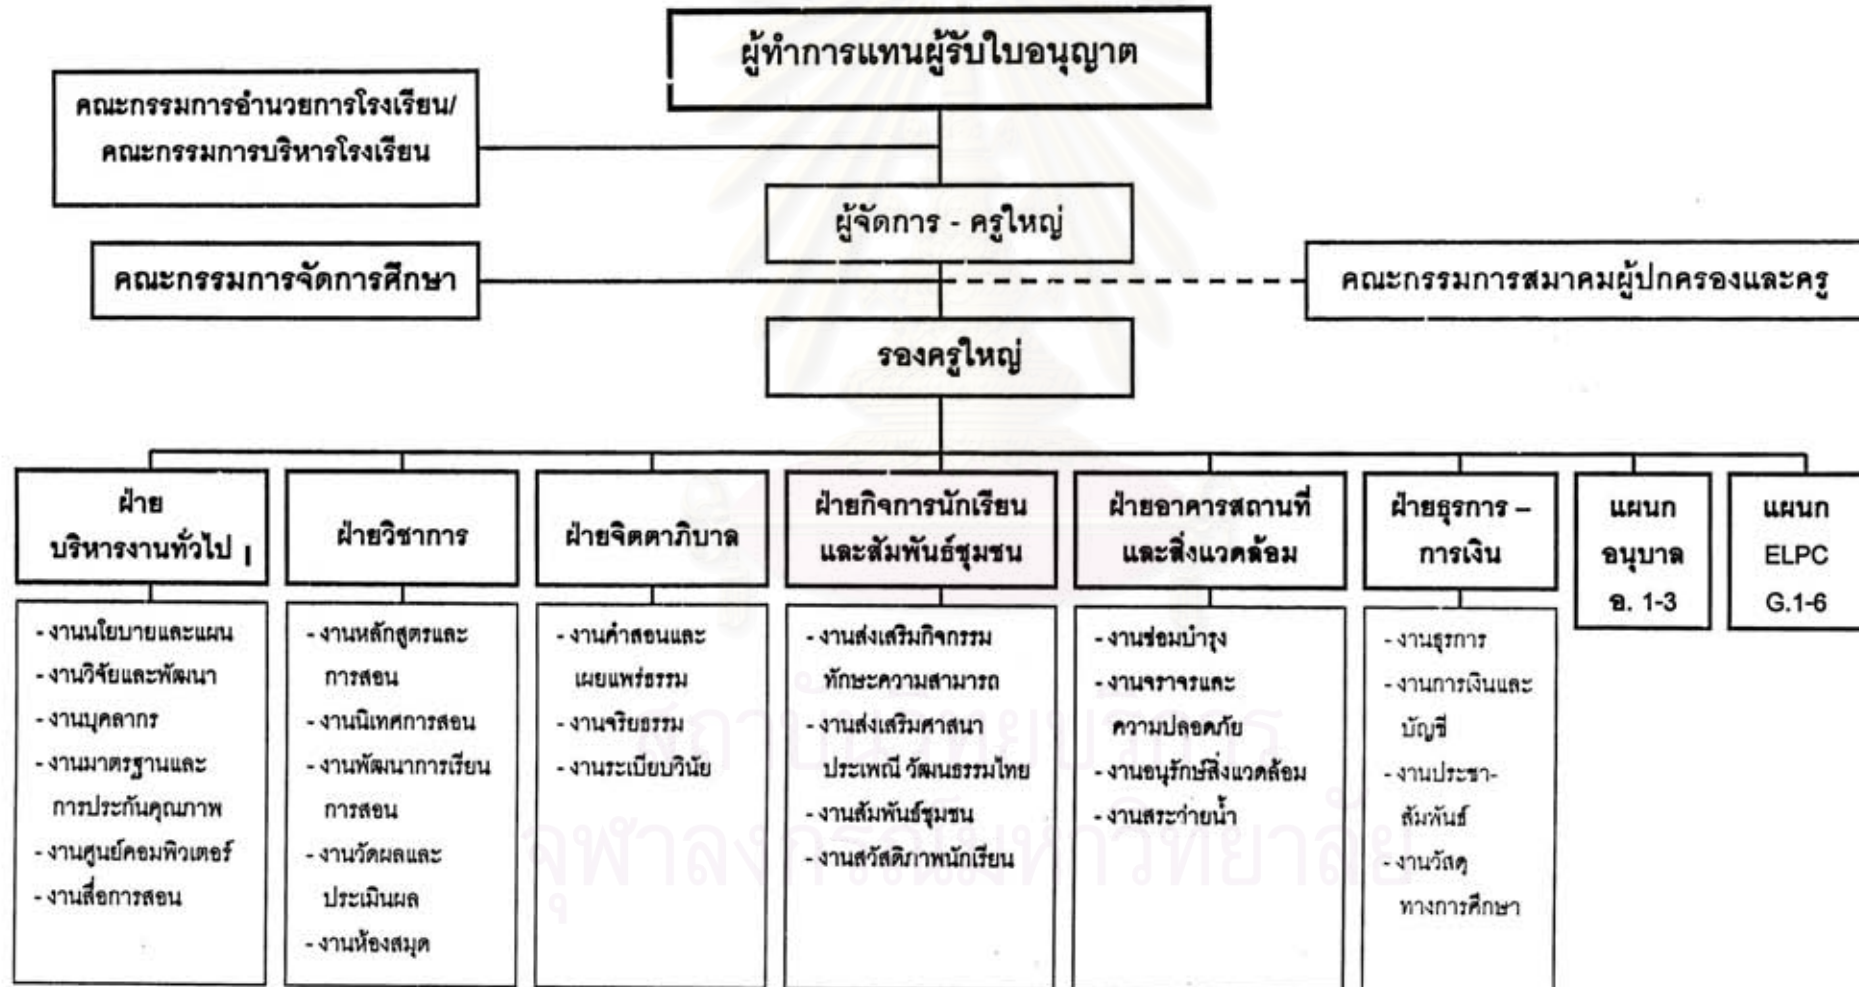 ผู้ทำการแทนผู้รับใบอนุญาต
คณะกรรมการอำนวยการโรงเรียน/
คณะกรรมการบริหารโรงเรียน
ผู้จัดการ - ครูใหญ่
คณะกรรมการจัดการศึกษา
คณะกรรมการสมาคมผู้ปกครองและครู
รองครูใหญ่
ฝ่าย
บริหารงานทั่วไป
- งานนโยบายและแผน
- งานวิจัยและพัฒนา
- งานบุคลากร
- งานมาตรฐานและ
การประกันคุณภาพ
- งานศูนย์คอมพิวเตอร์
- งานสื่อการสอน
ฝ่ายวิชาการ
- งานหลักสูตรและ
การสอน
- งานนิเทศการสอน
- งานพัฒนาการเรียน
การสอน
- งานวัดผลและ
ประเมินผล
- งานห้องสมุด
ฝ่ายจิตตาภิบาล
- งานคำสอนและ
เผยแพร่ธรรม
- งานจริยธรรม
- งานระเบียบวินัย
ฝ่ายกิจการนักเรียน
และสัมพันธ์ชุมชน
- งานส่งเสริมกิจกรรม
ทักษะความสามารถ
- งานส่งเสริมศาสนา
ประเพณี วัฒนธรรมไทย
- งานสัมพันธ์ชุมชน
- งานสวัสดิภาพนักเรียน
ฝ่ายอาคารสถานที่
และสิ่งแวดล้อม
- งานซ่อมบำรุง
- งานจราจรและ
ความปลอดภัย
- งานอนุรักษ์สิ่งแวดล้อม
- งานสระว่ายน้ำ
ฝ่ายธุรการ –
การเงิน
- งานธุรการ
- งานการเงินและ
บัญชี
- งานประชา-
สัมพันธ์
- งานวัสดุ
ทางการศึกษา
แผนก
อนุบาล
อ. 1-3
แผนก
ELPC
G.1-6
สถาบันวิทยบริการ
จุฬาลงกรณ์มหาวิทยาลัย